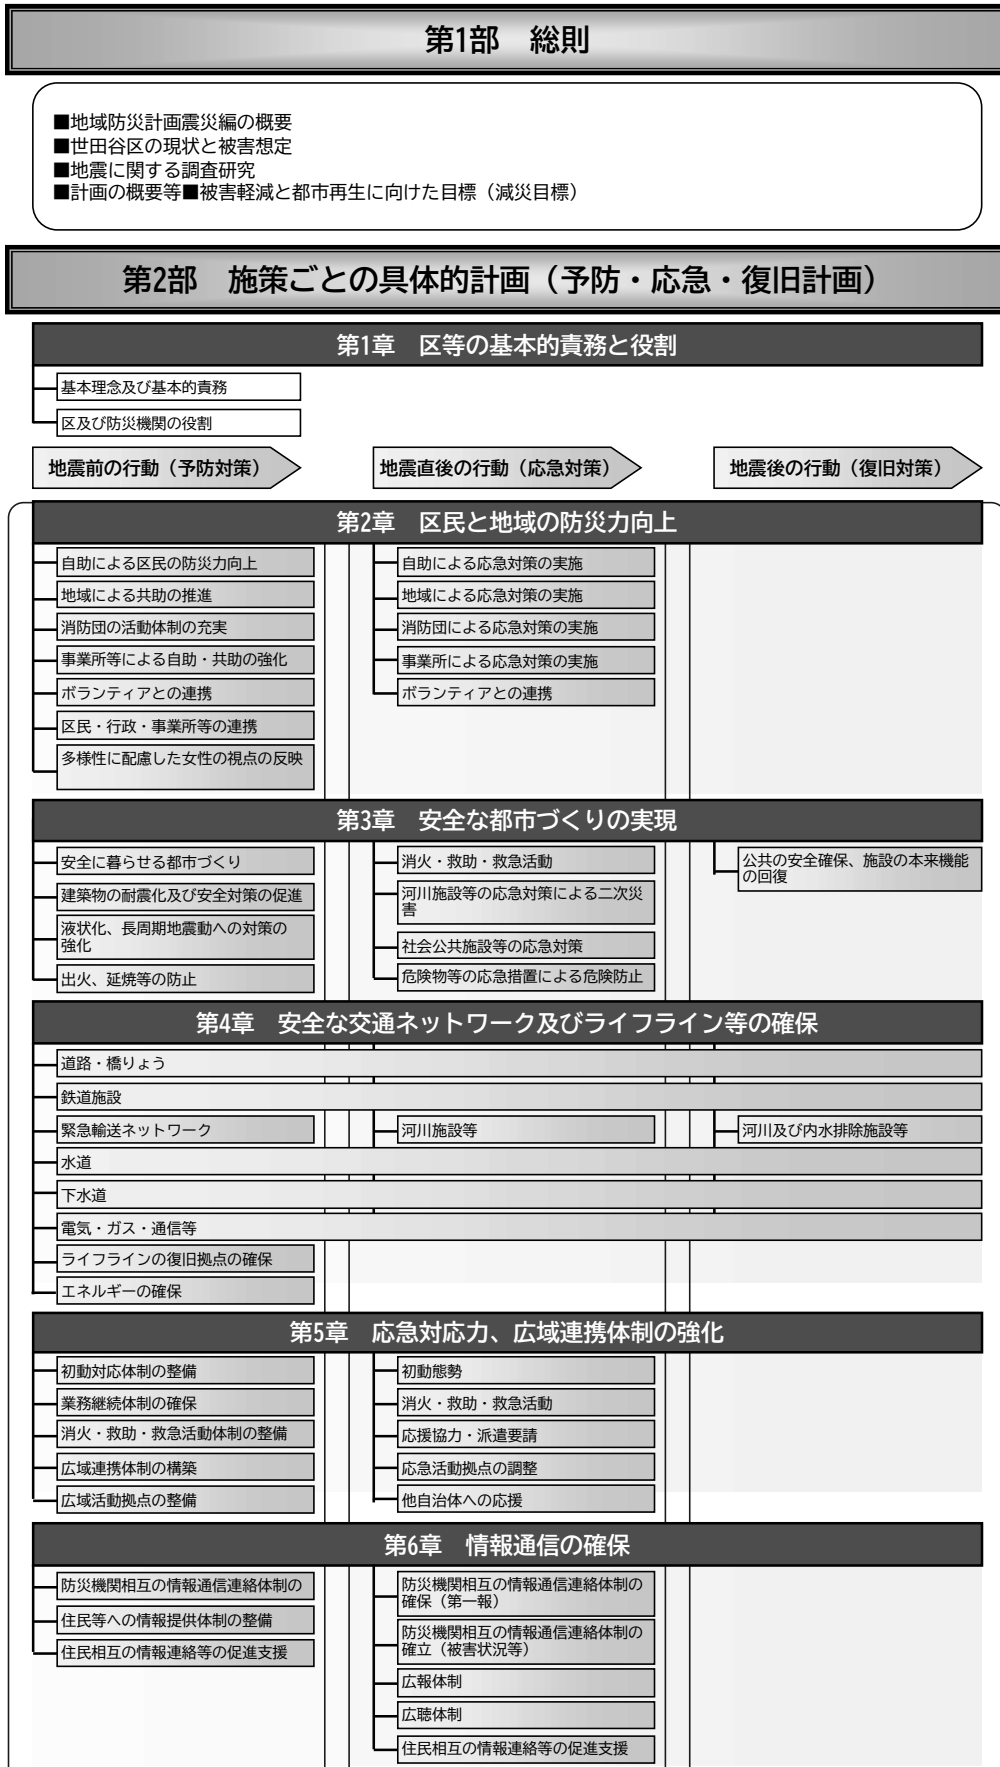 第1部　総則
■地域防災計画震災編の概要
■世田谷区の現状と被害想定
■地震に関する調査研究
■計画の概要等■被害軽減と都市再生に向けた目標（減災目標）
第2部　施策ごとの具体的計画（予防・応急・復旧計画）
第1章　区等の基本的責務と役割
基本理念及び基本的責務
区及び防災機関の役割
地震前の行動（予防対策）
地震直後の行動（応急対策）
地震後の行動（復旧対策）
第2章　区民と地域の防災力向上
自助による区民の防災力向上
地域による共助の推進
消防団の活動体制の充実
事業所等による自助・共助の強化
ボランティアとの連携
区民・行政・事業所等の連携
多様性に配慮した女性の視点の反映
自助による応急対策の実施
地域による応急対策の実施
消防団による応急対策の実施
事業所による応急対策の実施
ボランティアとの連携
第3章　安全な都市づくりの実現
安全に暮らせる都市づくり
建築物の耐震化及び安全対策の促進
液状化、長周期地震動への対策の
強化
出火、延焼等の防止
消火・救助・救急活動
河川施設等の応急対策による二次災
害
社会公共施設等の応急対策
危険物等の応急措置による危険防止
公共の安全確保、施設の本来機能
の回復
第4章　安全な交通ネットワーク及びライフライン等の確保
道路・橋りょう
鉄道施設
緊急輸送ネットワーク
河川施設等
河川及び内水排除施設等
水道
下水道
電気・ガス・通信等
ライフラインの復旧拠点の確保
エネルギーの確保
第5章　応急対応力、広域連携体制の強化
初動対応体制の整備
業務継続体制の確保
消火・救助・救急活動体制の整備
広域連携体制の構築
広域活動拠点の整備
初動態勢
消火・救助・救急活動
応援協力・派遣要請
応急活動拠点の調整
他自治体への応援
第6章　情報通信の確保
防災機関相互の情報通信連絡体制の
住民等への情報提供体制の整備
住民相互の情報連絡等の促進支援
防災機関相互の情報通信連絡体制の
確保（第一報）
防災機関相互の情報通信連絡体制の
確立（被害状況等）
広報体制
広聴体制
住民相互の情報連絡等の促進支援